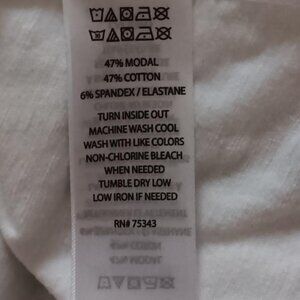 47% MODAL
47% COTTON
6% SPANDEX / ELASTANE
TURN INSIDE OUT
MACHINE WASH COOL
WASH WITH LIKE COLORS
NON-CHLORINE BLEACH
WHEN NEEDED
TUMBLE DRY LOW
LOW IRON IF NEEDED
RN# 75343